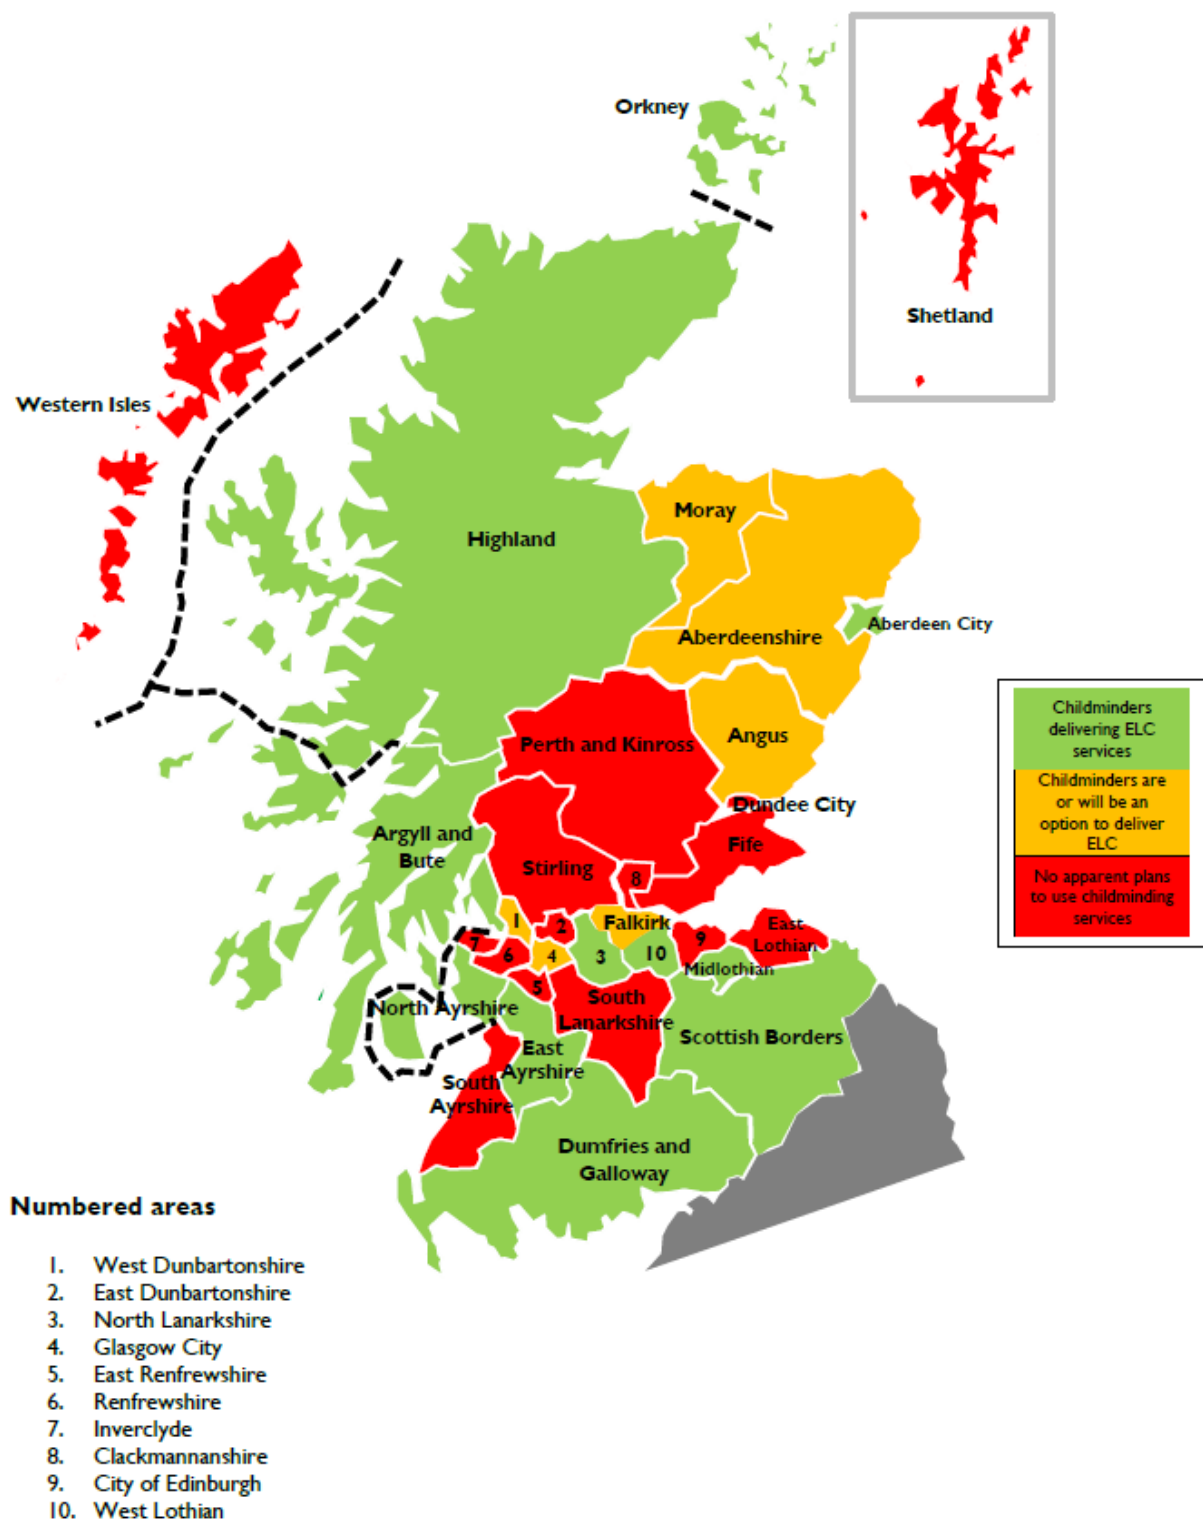 Orkney
Shetland
Western Isles
Highland
Moray
Aberdeenshire
Aberdeen City
Childminders
delivering ELC
services
Childminders are
or will be an
option to deliver
ELC
No apparent plans
to use childminding
services
Perth and Kinross
Angus
Dundee City
Argyll and
Bute
Stirling
Fife
8
1
2
Falkirk
East
Lothian
7
6
4
3
10
9
Midlothian
5
North Ayrshire
South
Lanarkshire
Scottish Borders
East
Ayrshire
South
Ayrshire
Dumfries and
Galloway
Numbered areas
1. West Dunbartonshire
2. East Dunbartonshire
3. North Lanarkshire
4. Glasgow City
5. East Renfrewshire
6. Renfrewshire
7. Inverclyde
8. Clackmannanshire
9. City of Edinburgh
10. West Lothian